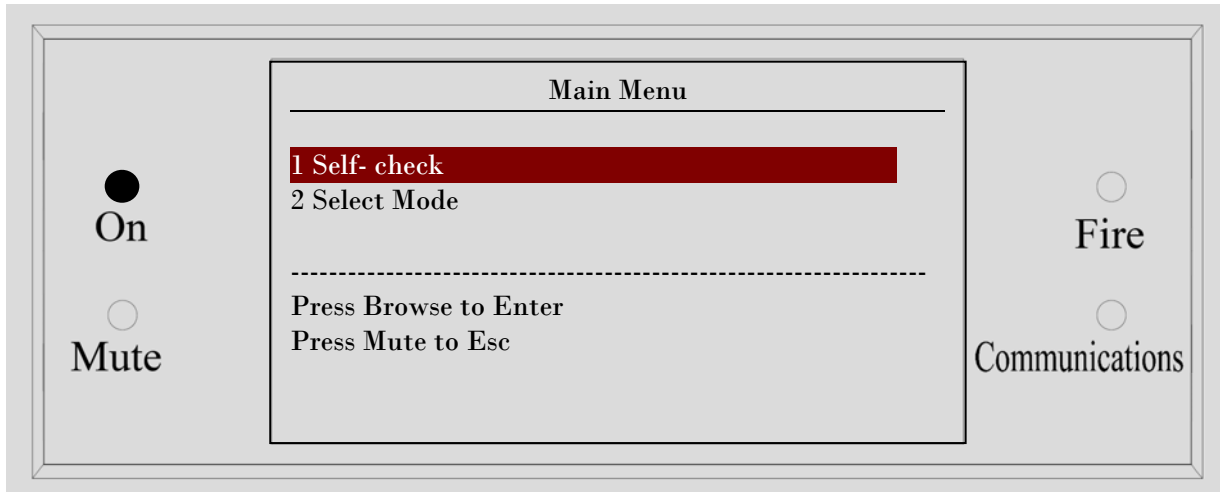 Main Menu
1 Self- check
2 Select Mode
--------------------------------------------------------------------
Press Browse to Enter
Press Mute to Esc
On
Mute
Fire
Communications